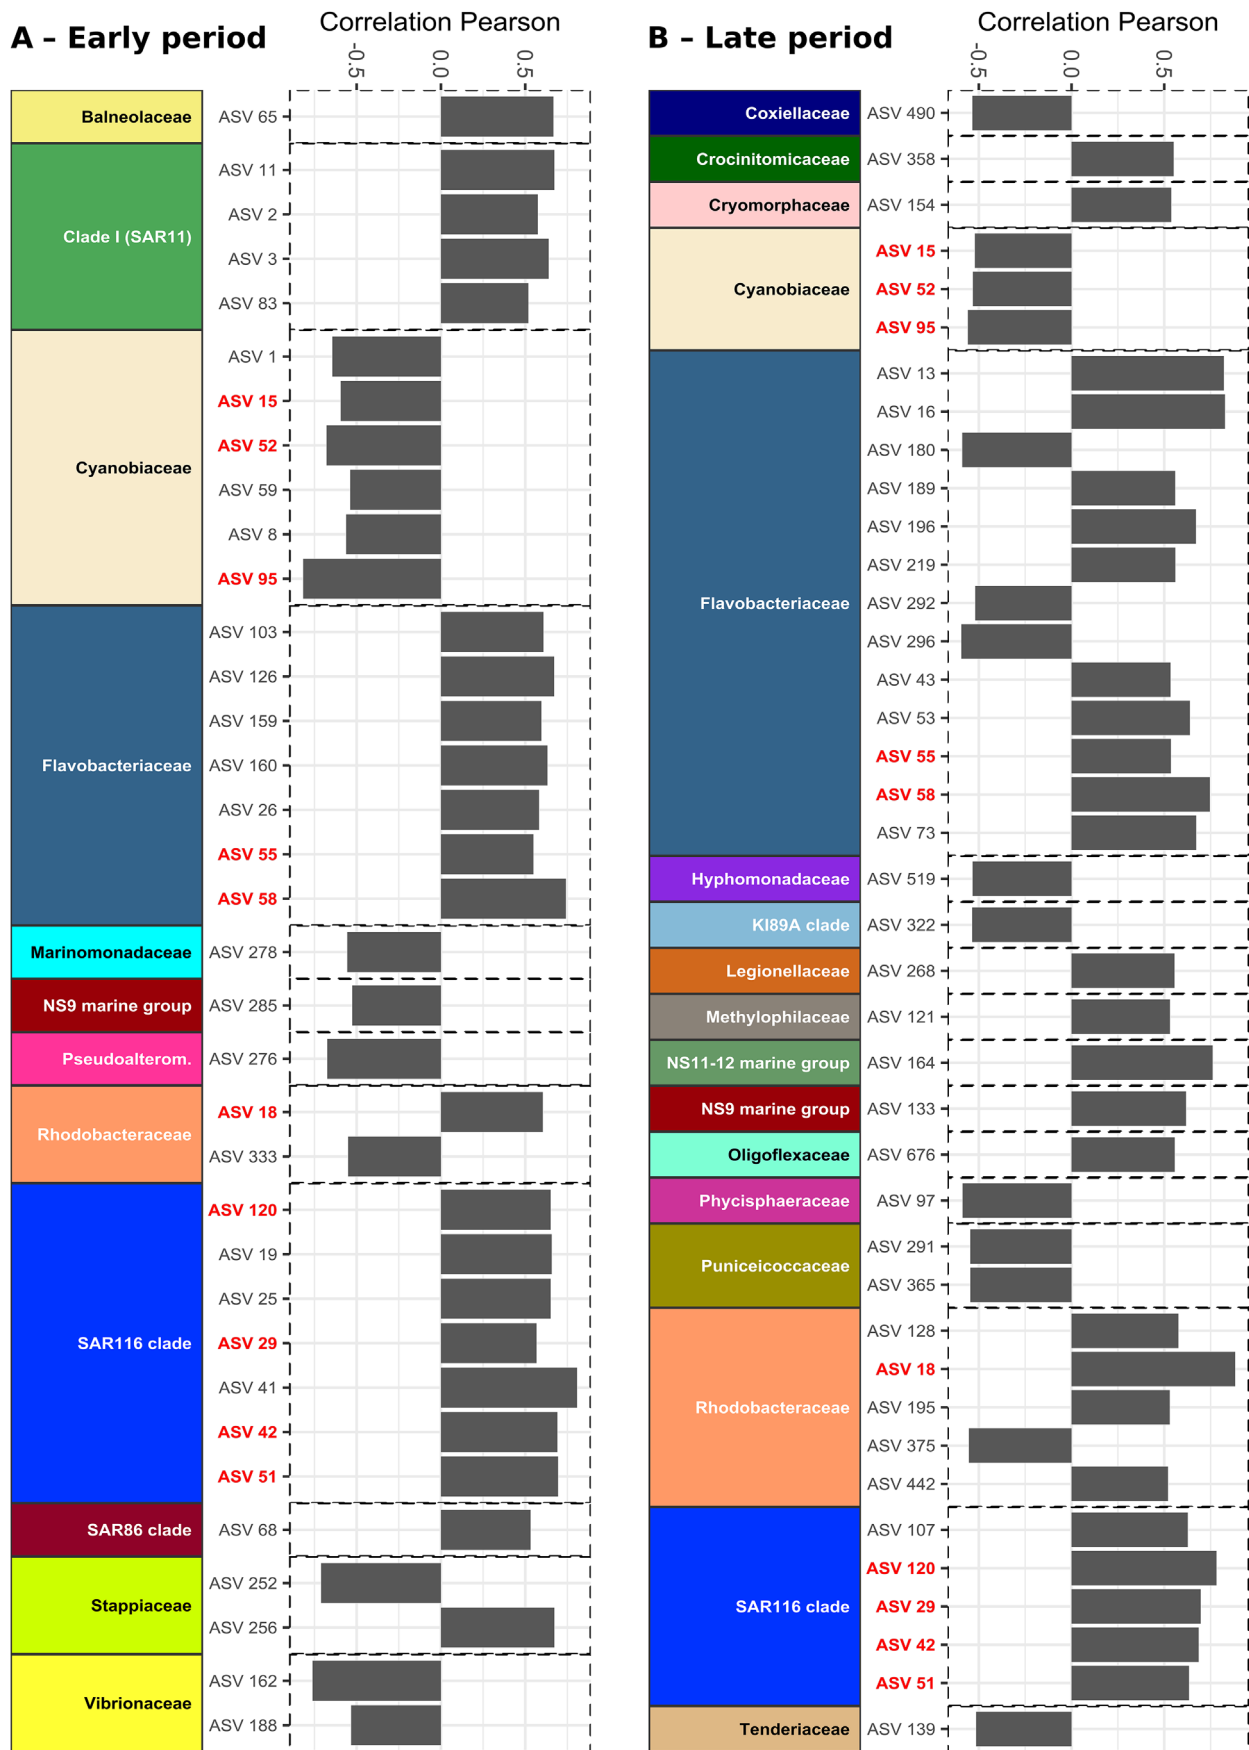 A – Early period
Correlation Pearson
-0.5
0.0
0.5
Balneolaceae
ASV 65
Clade I (SAR11)
ASV 11
ASV 2
ASV 3
ASV 83
Cyanobiaceae
ASV 1
ASV 15
ASV 52
ASV 59
ASV 8
ASV 95
Flavobacteriaceae
ASV 103
ASV 126
ASV 159
ASV 160
ASV 26
ASV 55
ASV 58
Marinomonadaceae
ASV 278
NS9 marine group
ASV 285
Pseudoalterom.
ASV 276
Rhodobacteraceae
ASV 18
ASV 333
SAR116 clade
ASV 120
ASV 19
ASV 25
ASV 29
ASV 41
ASV 42
ASV 51
SAR86 clade
ASV 68
Stappiaceae
ASV 252
ASV 256
Vibrionaceae
ASV 162
ASV 188
B – Late period
Correlation Pearson
-0.5
0.0
0.5
Coxiellaceae
ASV 490
Crocinitomicaceae
ASV 358
Cryomorphaceae
ASV 154
Cyanobiaceae
ASV 15
ASV 52
ASV 95
Flavobacteriaceae
ASV 13
ASV 16
ASV 180
ASV 189
ASV 196
ASV 219
ASV 292
ASV 296
ASV 43
ASV 53
ASV 55
ASV 58
ASV 73
Hyphomonadaceae
ASV 519
KI89A clade
ASV 322
Legionellaceae
ASV 268
Methylophilaceae
ASV 121
NS11-12 marine group
ASV 164
NS9 marine group
ASV 133
Oligoflexaceae
ASV 676
Phycisphaeraceae
ASV 97
Puniceicoccaceae
ASV 291
ASV 365
Rhodobacteraceae
ASV 128
ASV 18
ASV 195
ASV 375
ASV 442
SAR116 clade
ASV 107
ASV 120
ASV 29
ASV 42
ASV 51
Tenderiaceae
ASV 139